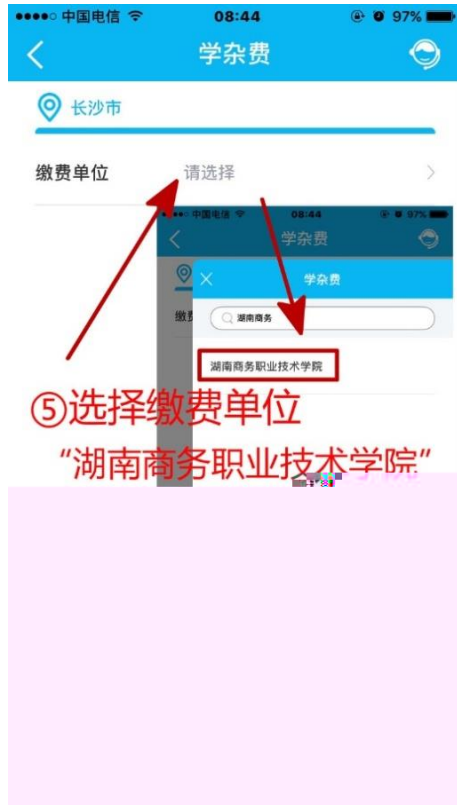 中国电信 08:44 97%
学杂费
长沙市
缴费单位 请选择
中国电信 08:44 97%
学杂费
学杂费
缴费
湖南商务
湖南商务职业技术学院
⑤选择缴费单位
“湖南商务职业技术学院”